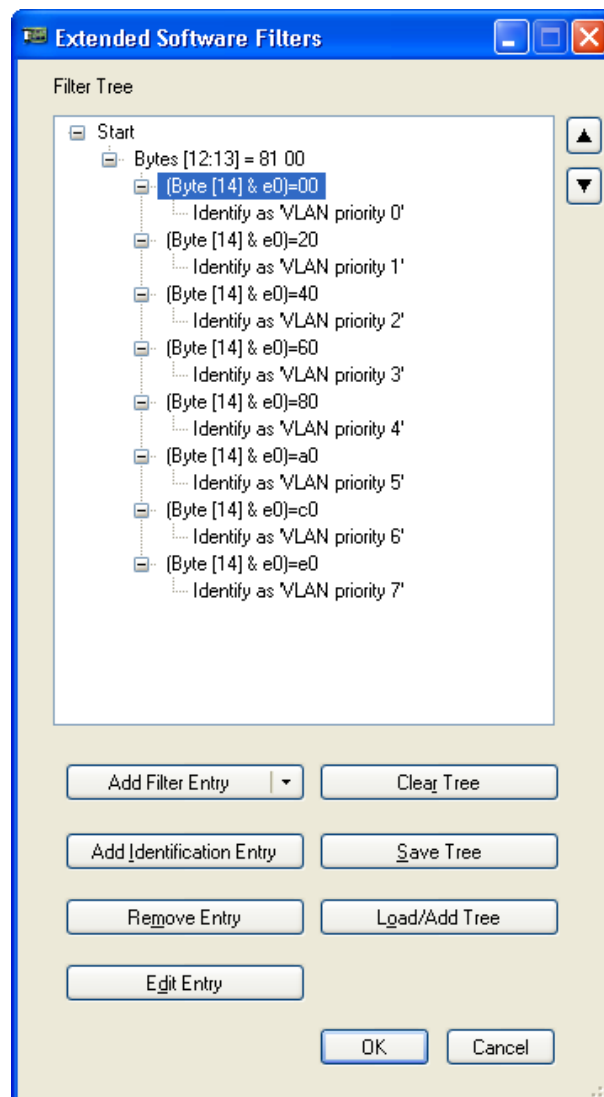 Extended Software Filters
Filter Tree
Start
Bytes [12:13] = 81 00
(Byte [14] & e0)=00
Identify as 'VLAN priority 0'
(Byte [14] & e0)=20
Identify as 'VLAN priority 1'
(Byte [14] & e0)=40
Identify as 'VLAN priority 2'
(Byte [14] & e0)=60
Identify as 'VLAN priority 3'
(Byte [14] & e0)=80
Identify as 'VLAN priority 4'
(Byte [14] & e0)=a0
Identify as 'VLAN priority 5'
(Byte [14] & e0)=c0
Identify as 'VLAN priority 6'
(Byte [14] & e0)=e0
Identify as 'VLAN priority 7'
Add Filter Entry
Clear Tree
Add Identification Entry
Save Tree
Remove Entry
Load/Add Tree
Edit Entry
OK
Cancel